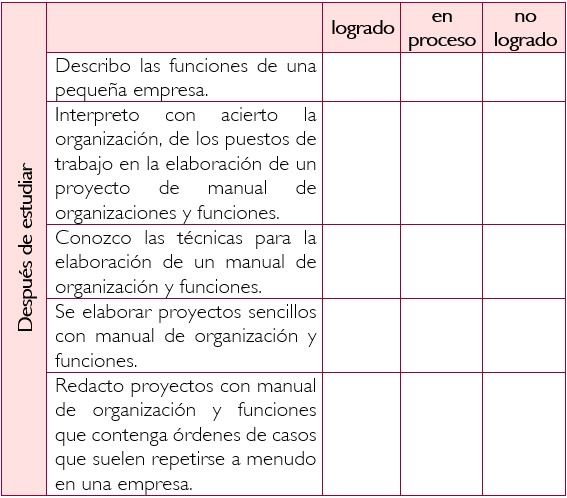 logrado
en
proceso
no
logrado
Después de estudiar
Describo las funciones de una
pequeña empresa.
Interpreto con acierto la
organización, de los puestos de
trabajo en la elaboración de un
proyecto de manual de
organizaciones y funciones.
Conozco las técnicas para la
elaboración de un manual de
organización y funciones.
Se elaborar proyectos sencillos
con manual de organización y
funciones.
Redacto proyectos con manual
de organización y funciones
que contenga órdenes de casos
que suelen repetirse a menudo
en una empresa.